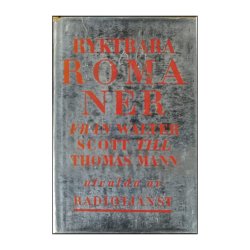 RYKTBARA
ROMA
NER
FRÅN WALTER
SCOTT TILL
THOMAS MANN
utvalda av
RADIOTJÄNST